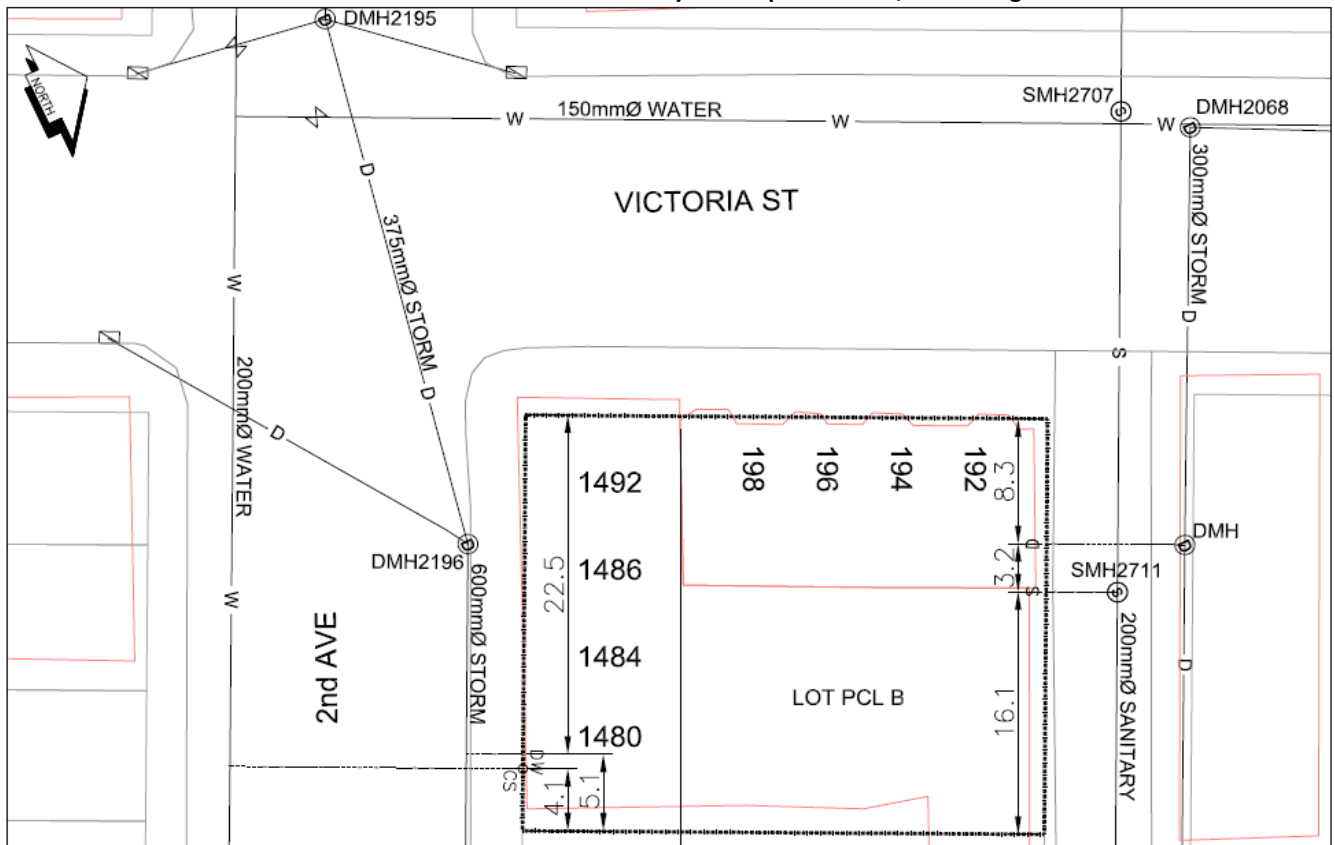 DMH2195
NORTH
SMH2707
DMH2068
W
150mmØ WATER
W
W
D
300mmØ STORM
D
VICTORIA ST
375mmØ STORM
D
W
200mmØ WATER
W
D
S
1492
198
196
194
192
8.3
DMH2196
600mmØ STORM
22.5
1486
D
3.2
DMH
S
SMH2711
200mmØ SANITARY
D
2nd AVE
1484
LOT PCL B
16.1
1480
DW
CS
4.1
5.1